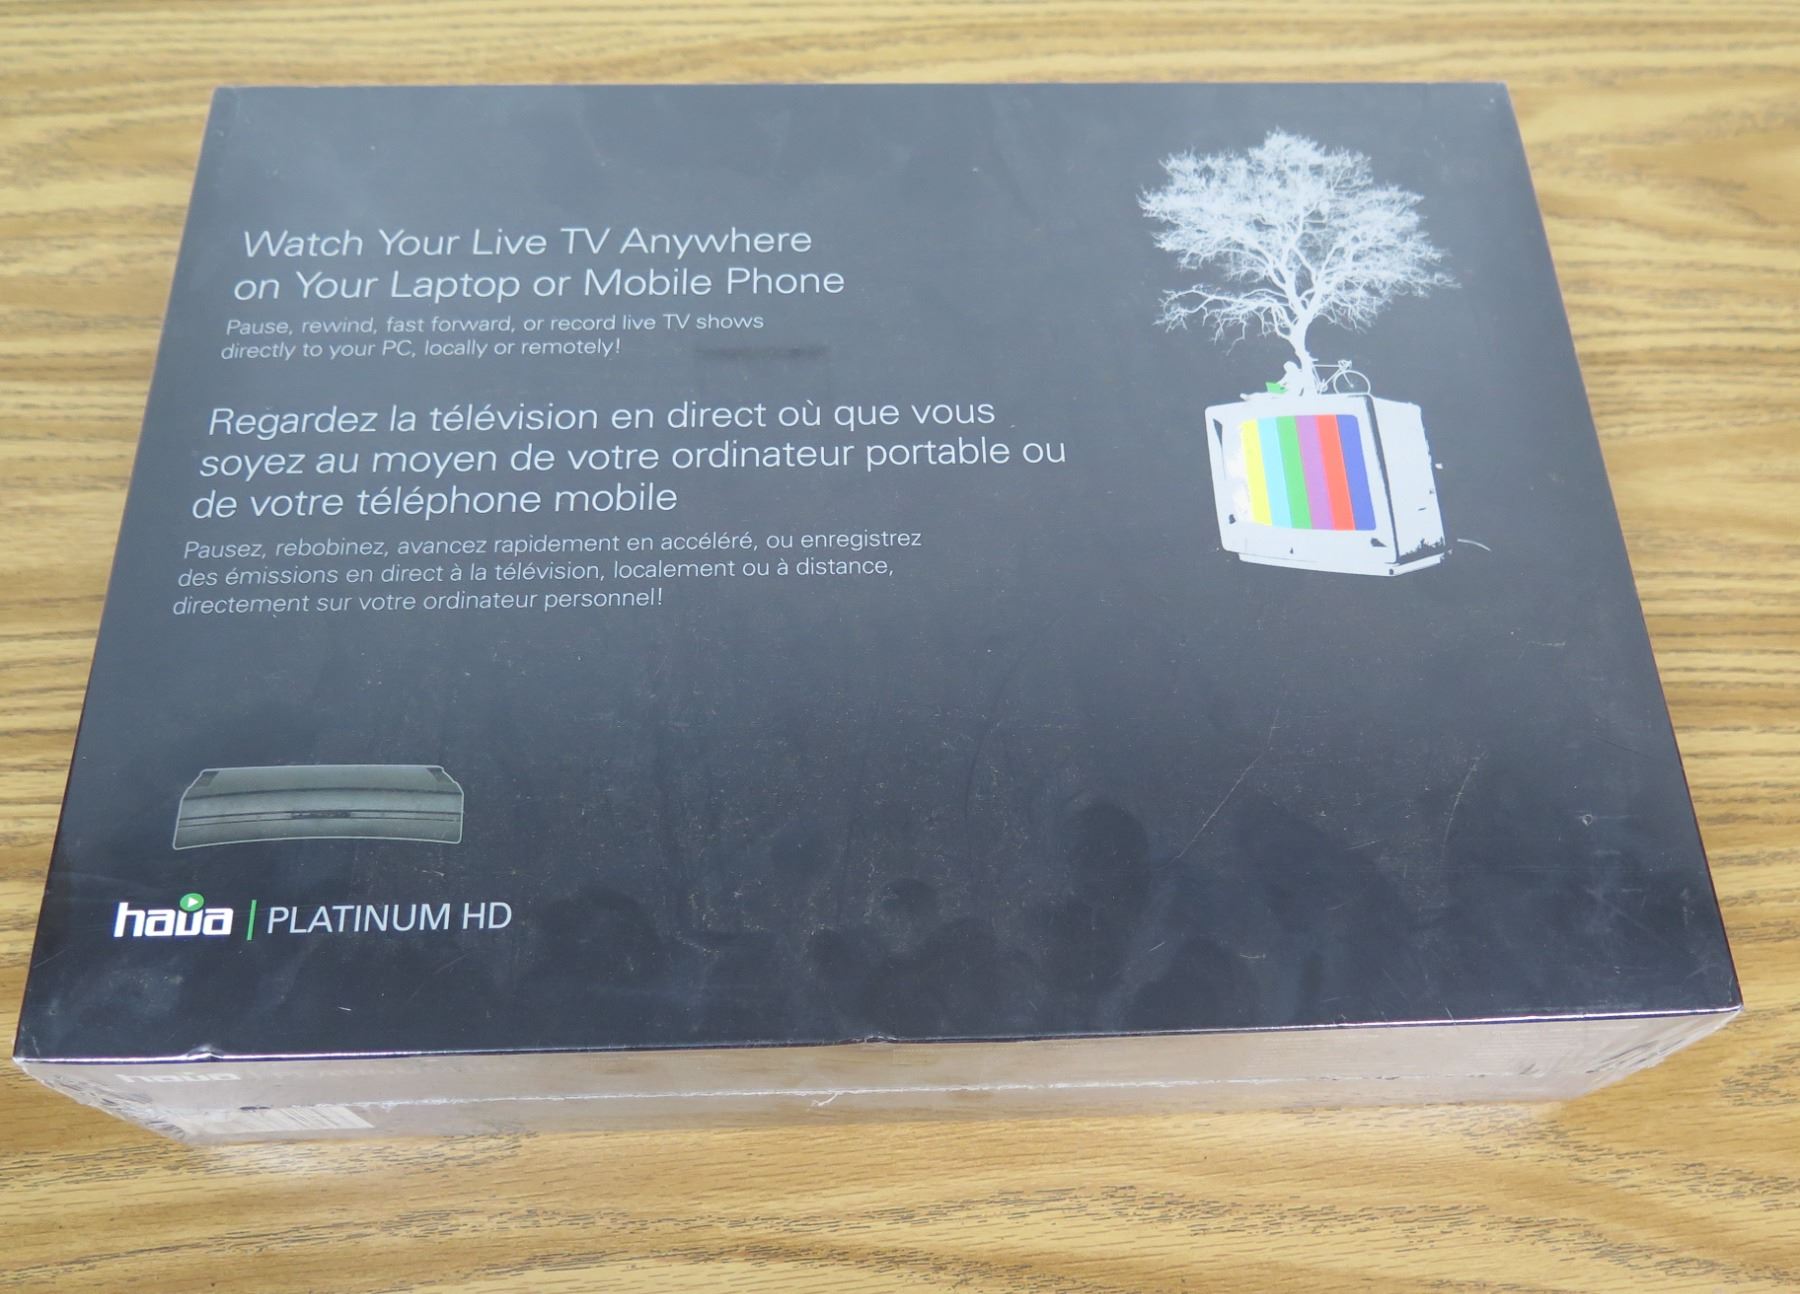 Watch Your Live TV Anywhere
on Your Laptop or Mobile Phone
Pause, rewind, fast forward, or record live TV shows
directly to your PC, locally or remotely!
Regardez la télévision en direct où que vous
soyez au moyen de votre ordinateur portable ou
de votre téléphone mobile
Pausez, rebobinez, avancez rapidement en accéléré, ou enregistrez
des émissions en direct à la télévision, localement ou à distance,
directement sur votre ordinateur personnel!
hava | PLATINUM HD
hava